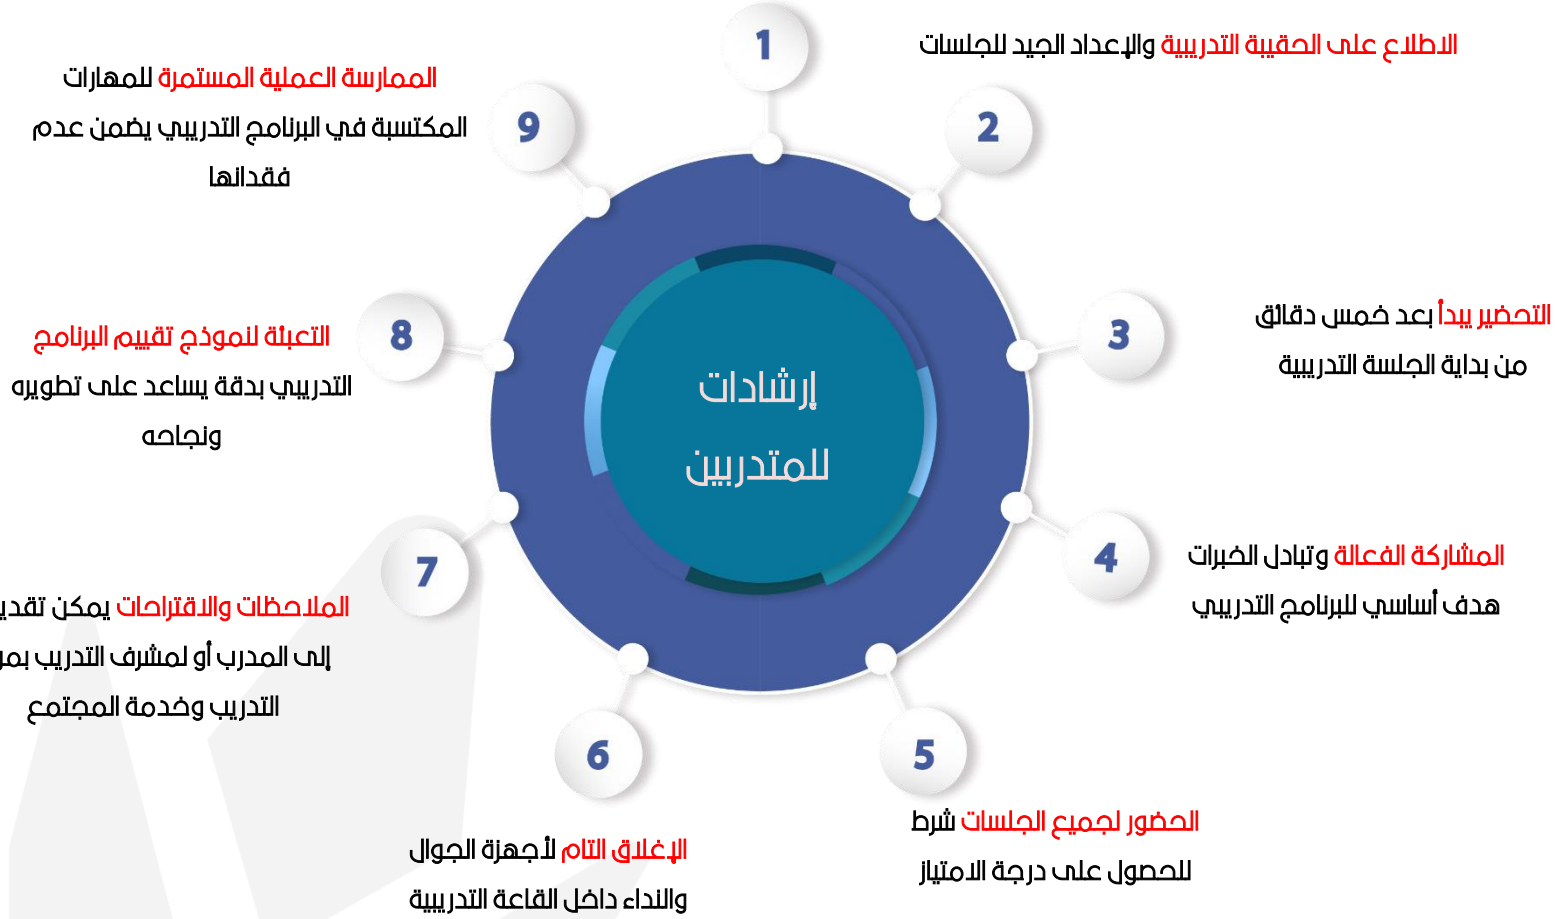 إرشادات
للمتدربين
1
الاطلاع على الحقيبة التدريبية والإعداد الجيد للجلسات
2
3
التحضير يبدأ بعد خمس دقائق
من بداية الجلسة التدريبية
4
المشاركة الفعالة وتبادل الخبرات
هدف أساسي للبرنامج التدريبي
5
الحضور لجميع الجلسات شرط
للحصول على درجة الامتياز
6
الإغلاق التام لأجهزة الجوال
والنداء داخل القاعة التدريبية
7
الملاحظات والاقتراحات يمكن
إلى المدرب أو لمشرف التدريب
التدريب وخدمة المجتمع
8
التعبئة لنموذج تقييم البرنامج
التدريبي بدقة يساعد على تطويره
ونجاحه
9
الممارسة العملية المستمرة للمهارات
المكتسبة في البرنامج التدريبي يضمن عدم
فقدانها